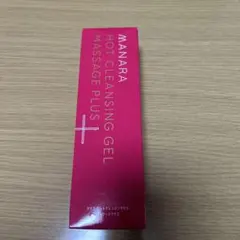 MANARA
HOT CLEANSING GEL
MASSAGE PLUS
+